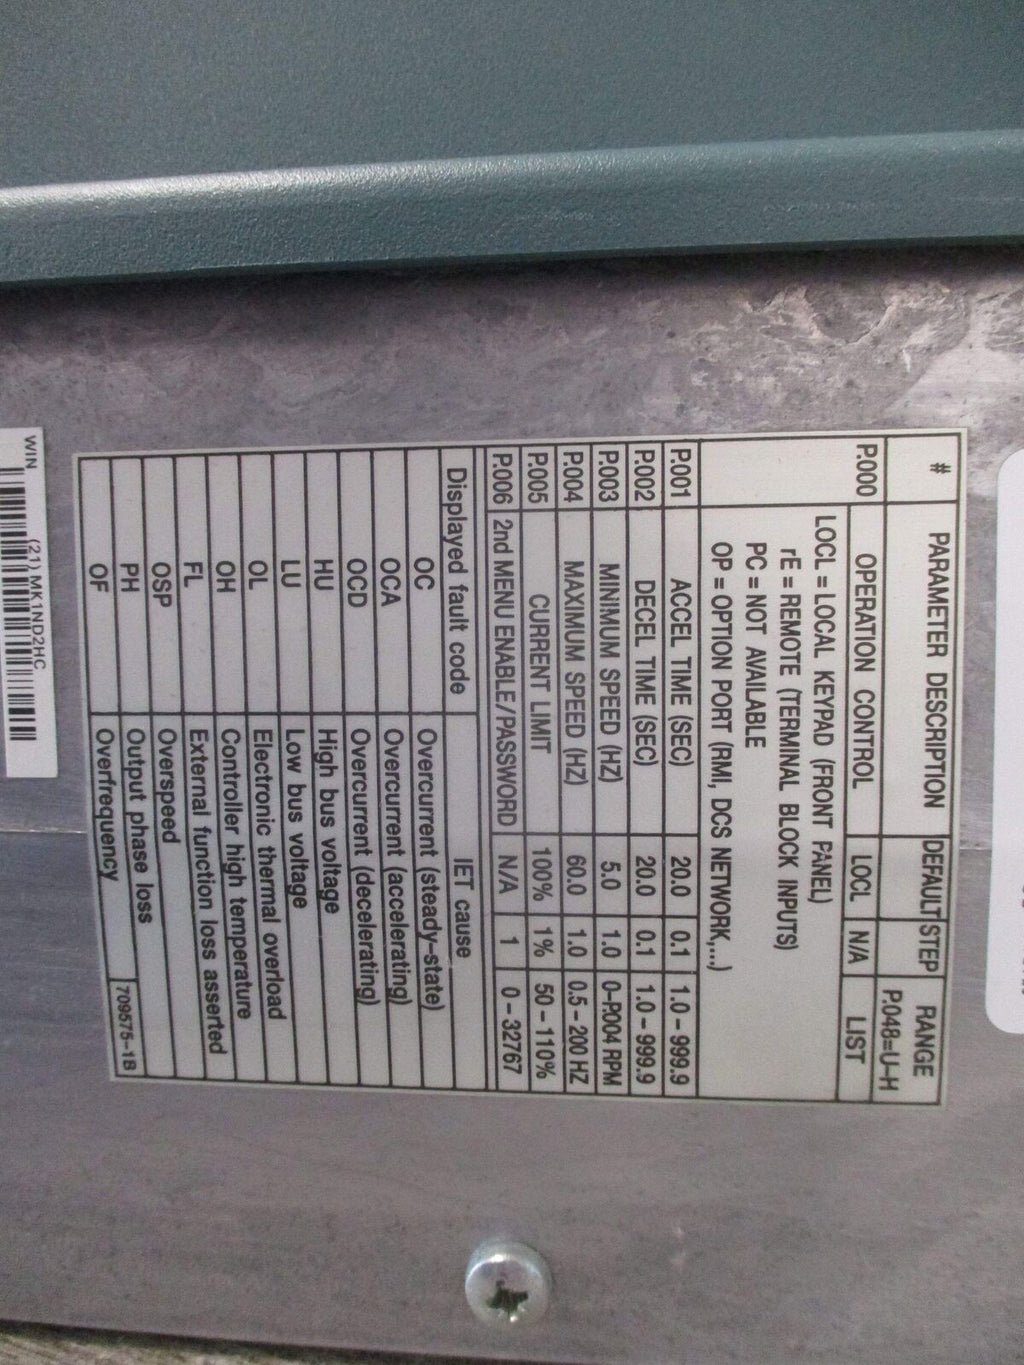 # PARAMETER DESCRIPTION DEFAULT STEP RANGE P.048=U-H
P.000 OPERATION CONTROL LOCL N/A LIST
LOCL = LOCAL KEYPAD (FRONT PANEL)
rE = REMOTE (TERMINAL BLOCK INPUTS)
PC = NOT AVAILABLE
OP = OPTION PORT (RMI, DCS NETWORK,...)
P.001 ACCEL TIME (SEC) 20.0 0.1 1.0 – 999.9
P.002 DECEL TIME (SEC) 20.0 0.1 1.0 – 999.9
P.003 MINIMUM SPEED (HZ) 5.0 1.0 0–P.004 RPM
P.004 MAXIMUM SPEED (HZ) 60.0 1.0 0.5 – 200 HZ
P.005 CURRENT LIMIT 100% 1% 50 – 110%
P.006 2nd MENU ENABLE/PASSWORD N/A 1 0 – 32767
Displayed fault code IET cause
OC Overcurrent (steady-state)
OCA Overcurrent (accelerating)
OCD Overcurrent (decelerating)
HU High bus voltage
LU Low bus voltage
OL Electronic thermal overload
OH Controller high temperature
FL External function loss asserted
OSP Overspeed
PH Output phase loss
OF Overfrequency 709575–1B
WIN (21) MK1ND2HC